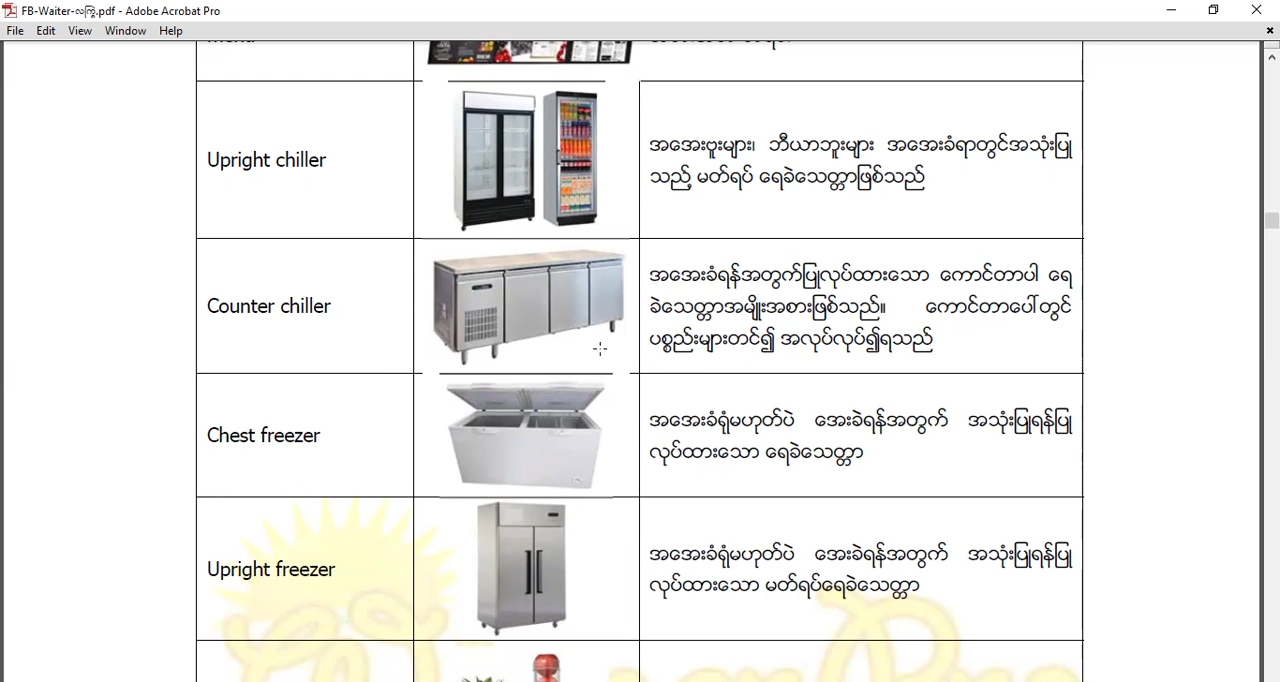 FB-Waiter-လက္စြဲ.pdf - Adobe Acrobat Pro
File Edit View Window Help
Upright chiller
အအေးဗူးများ၊ ဘီယာဘူးများ အအေးခံရာတွင်အသုံးပြု
သည့် မတ်ရပ် ရေခဲသေတ္တာဖြစ်သည်
Counter chiller
အအေးခံရန်အတွက်ပြုလုပ်ထားသော ကောင်တာပါ ရေ
ခဲသေတ္တာအမျိုးအစားဖြစ်သည်။ ကောင်တာပေါ်တွင်
ပစ္စည်းများတင်၍ အလုပ်လုပ်၍ရသည်
Chest freezer
အအေးခံရုံမဟုတ်ပဲ အေးခဲရန်အတွက် အသုံးပြုရန်ပြု
လုပ်ထားသော ရေခဲသေတ္တာ
Upright freezer
အအေးခံရုံမဟုတ်ပဲ အေးခဲရန်အတွက် အသုံးပြုရန်ပြု
လုပ်ထားသော မတ်ရပ်ရေခဲသေတ္တာ